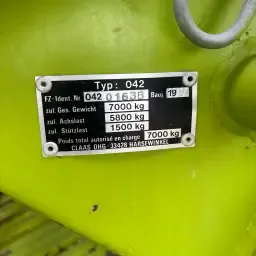 Typ: 042
FZ-Ident. Nr. 042 01636 Bauj. 19
zul. Ges. Gewicht 7000 kg
zul. Achslast 5800 kg
zul. Stützlast 1500 kg
Poids total autorisé en charge 7000 kg
CLAAS OHG-33428 HARSEWINKEL